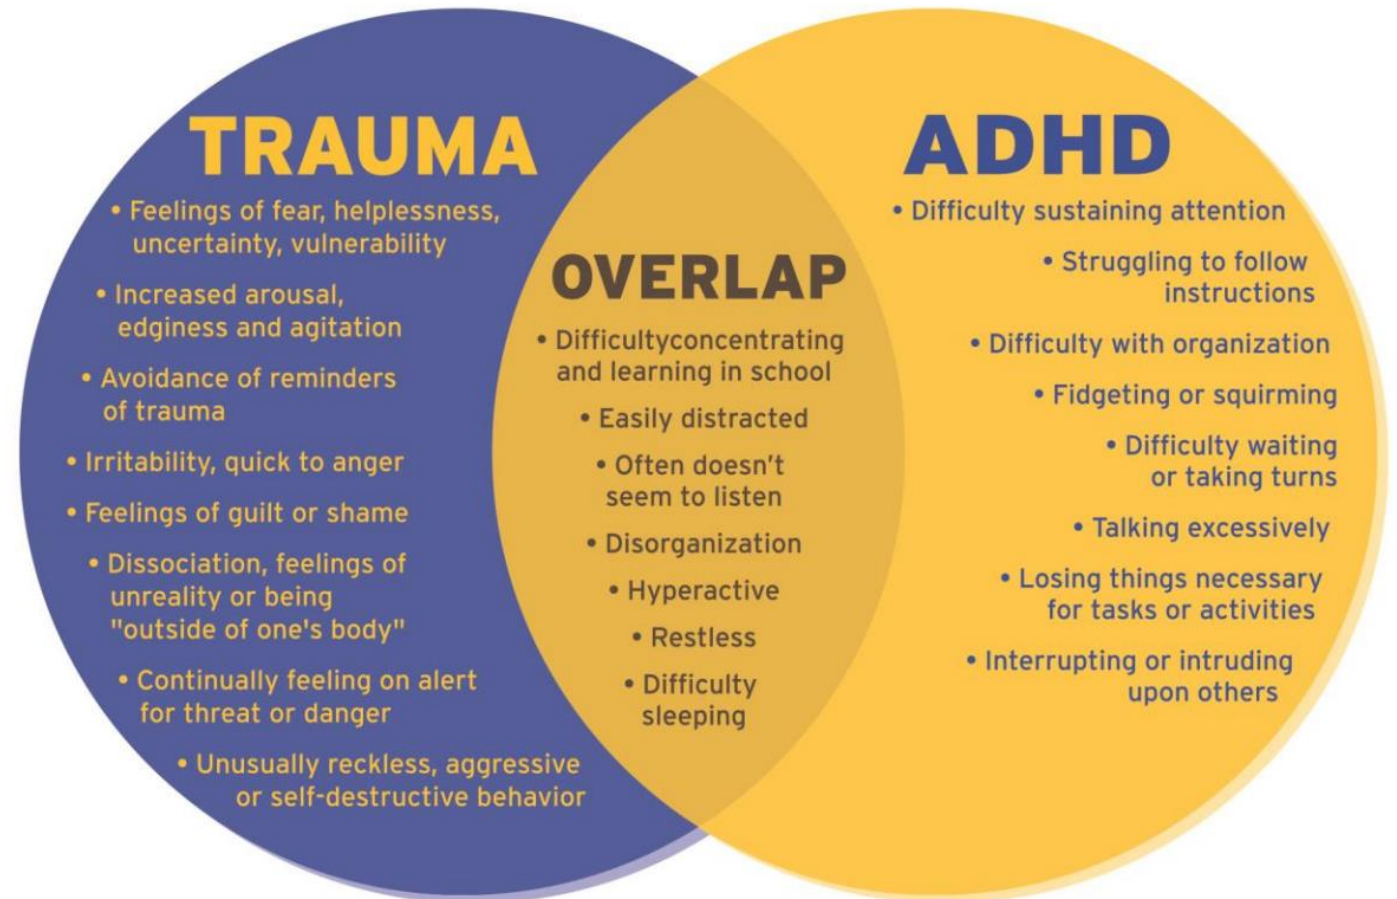 TRAUMA
• Feelings of fear, helplessness,
uncertainty, vulnerability
• Increased arousal,
edginess and agitation
• Avoidance of reminders
of trauma
• Irritability, quick to anger
• Feelings of guilt or shame
• Dissociation, feelings of
unreality or being
"outside of one's body"
• Continually feeling on alert
for threat or danger
• Unusually reckless, aggressive
or self-destructive behavior
OVERLAP
• Difficultyconcentrating
and learning in school
• Easily distracted
• Often doesn't
seem to listen
• Disorganization
• Hyperactive
• Restless
• Difficulty
sleeping
ADHD
• Difficulty sustaining attention
• Struggling to follow
instructions
• Difficulty with organization
• Fidgeting or squirming
• Difficulty waiting
or taking turns
• Talking excessively
• Losing things necessary
for tasks or activities
• Interrupting or intruding
upon others